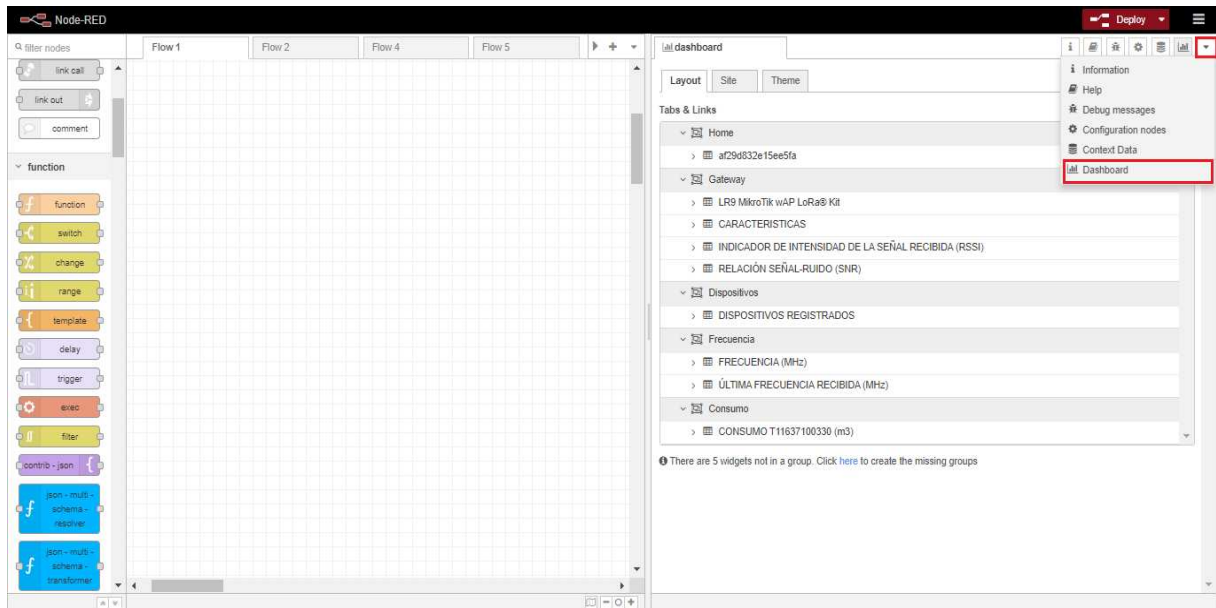 Node-RED
Deploy
filter nodes
Flow 1
Flow 2
Flow 4
Flow 5
dashboard
link call
link out
comment
function
function
switch
change
range
template
delay
trigger
exec
filter
contrib - json
json - multi -
schema -
resolver
json - multi -
schema -
transformer
Layout
Site
Theme
Tabs & Links
Home
af29d832e15ee5fa
Gateway
LR9 MikroTik wAP LoRa® Kit
CARACTERISTICAS
INDICADOR DE INTENSIDAD DE LA SEÑAL RECIBIDA (RSSI)
RELACIÓN SEÑAL-RUIDO (SNR)
Dispositivos
DISPOSITIVOS REGISTRADOS
Frecuencia
FRECUENCIA (MHz)
ÚLTIMA FRECUENCIA RECIBIDA (MHz)
Consumo
CONSUMO T11637100330 (m3)
There are 5 widgets not in a group. Click here to create the missing groups
Information
Help
Debug messages
Configuration nodes
Context Data
Dashboard